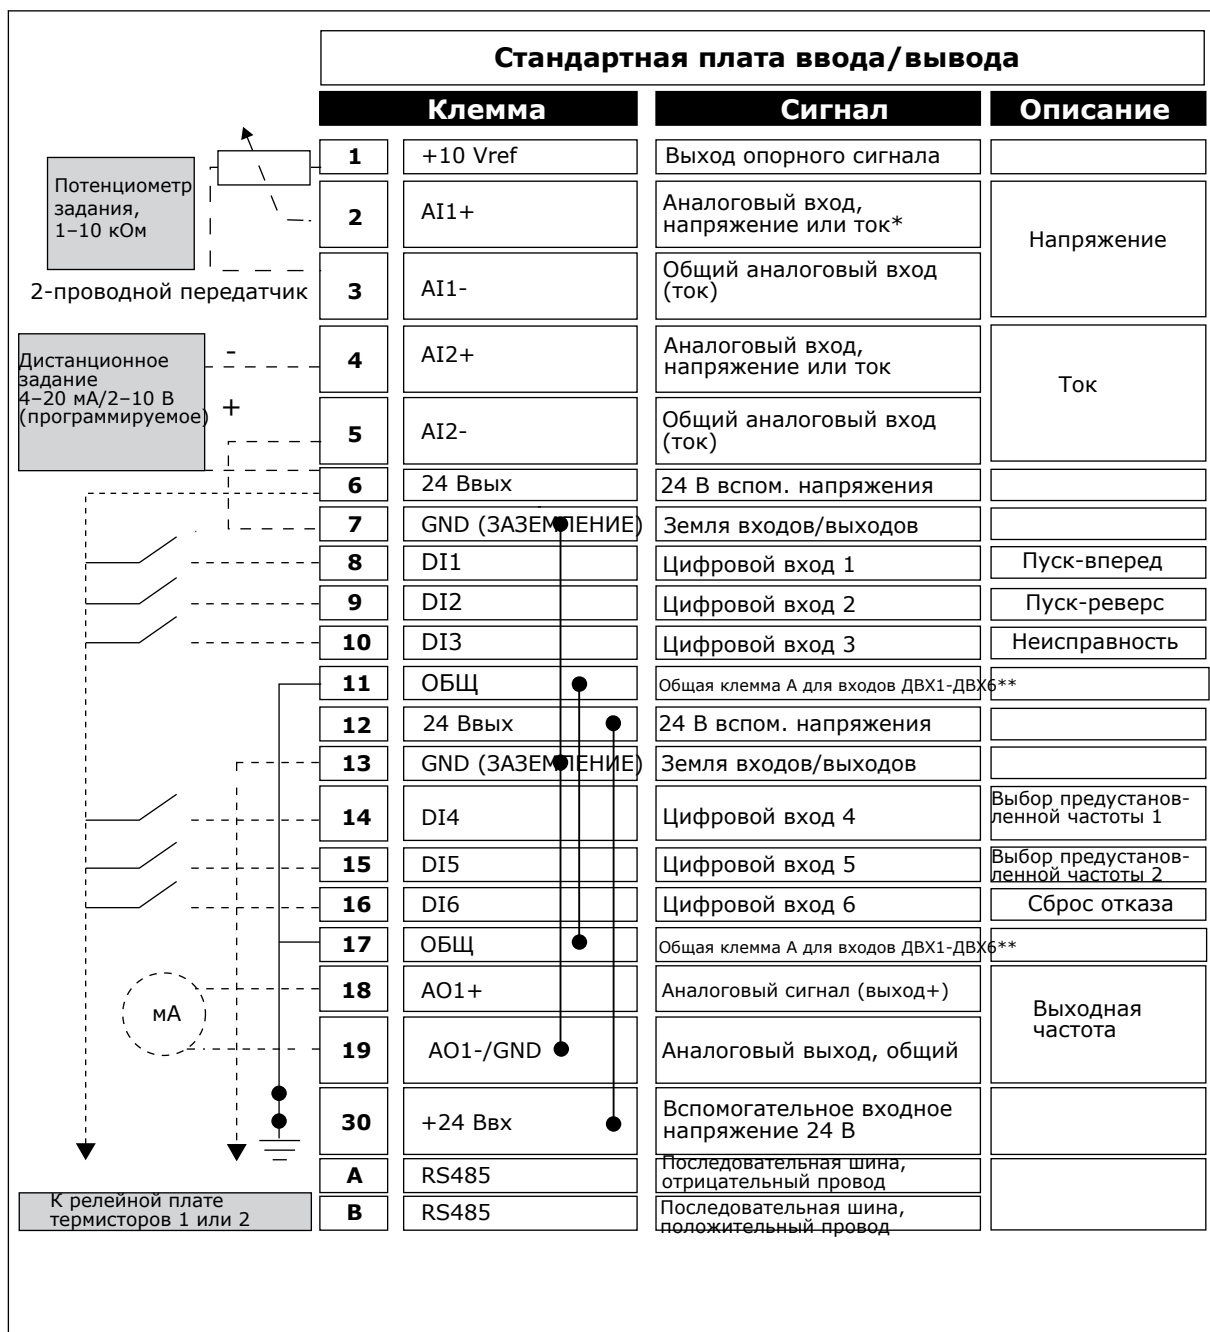 Стандартная плата ввода/вывода
Клемма Сигнал Описание
1 +10 Vref Выход опорного сигнала
Потенциометр
задания,
1–10 кОм
2 AI1+ Аналоговый вход,
напряжение или ток*
Напряжение
3 AI1- Общий аналоговый вход
(ток)
2-проводной передатчик
Дистанционное
задание
4–20 мА/2–10 В
(программируемое)
-
+
4 AI2+ Аналоговый вход,
напряжение или ток
Ток
5 AI2- Общий аналоговый вход
(ток)
6 24 Ввых 24 В вспом. напряжения
7 GND (ЗАЗЕМЛЕНИЕ) Земля входов/выходов
8 DI1 Цифровой вход 1 Пуск-вперед
9 DI2 Цифровой вход 2 Пуск-реверс
10 DI3 Цифровой вход 3 Неисправность
11 ОБЩ Общая клемма А для входов ДВХ1-ДВХ6**
12 24 Ввых 24 В вспом. напряжения
13 GND (ЗАЗЕМЛЕНИЕ) Земля входов/выходов
14 DI4 Цифровой вход 4 Выбор предустанов-
ленной частоты 1
15 DI5 Цифровой вход 5 Выбор предустанов-
ленной частоты 2
16 DI6 Цифровой вход 6 Сброс отказа
17 ОБЩ Общая клемма А для входов ДВХ1-ДВХ6**
18 AO1+ Аналоговый сигнал (выход+)
мА
Выходная
частота
19 AO1-/GND Аналоговый выход, общий
30 +24 Ввх Вспомогательное входное
напряжение 24 В
A RS485 Последовательная шина,
отрицательный провод
B RS485 Последовательная шина,
положительный провод
К релейной плате
термисторов 1 или 2